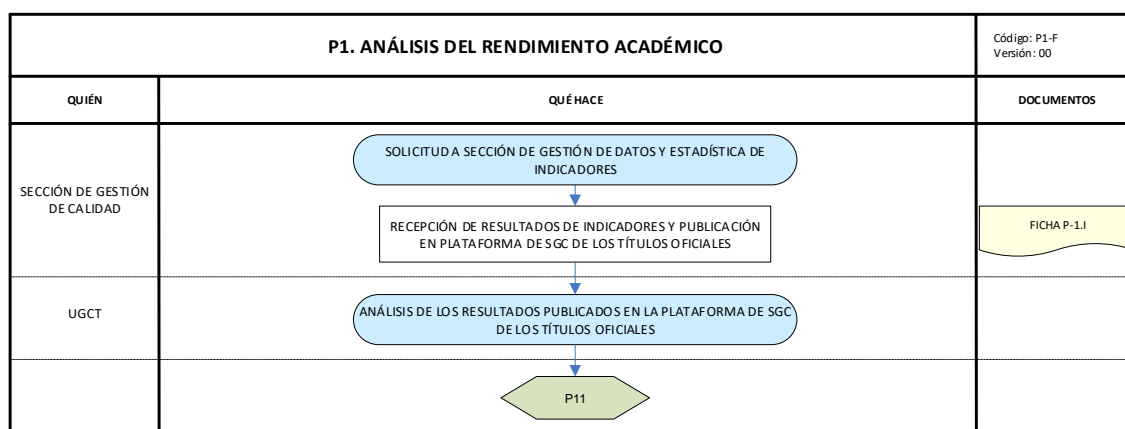 P1. ANÁLISIS DEL RENDIMIENTO ACADÉMICO
Código: P1-F
Versión: 00
QUIÉN
QUÉ HACE
DOCUMENTOS
SOLICITUD A SECCIÓN DE GESTIÓN DE DATOS Y ESTADÍSTICA DE
INDICADORES
SECCIÓN DE GESTIÓN
DE CALIDAD
RECEPCIÓN DE RESULTADOS DE INDICADORES Y PUBLICACIÓN
EN PLATAFORMA DE SGC DE LOS TÍTULOS OFICIALES
FICHA P-1.I
UGCT
ANÁLISIS DE LOS RESULTADOS PUBLICADOS EN LA PLATAFORMA DE SGC
DE LOS TÍTULOS OFICIALES
P11